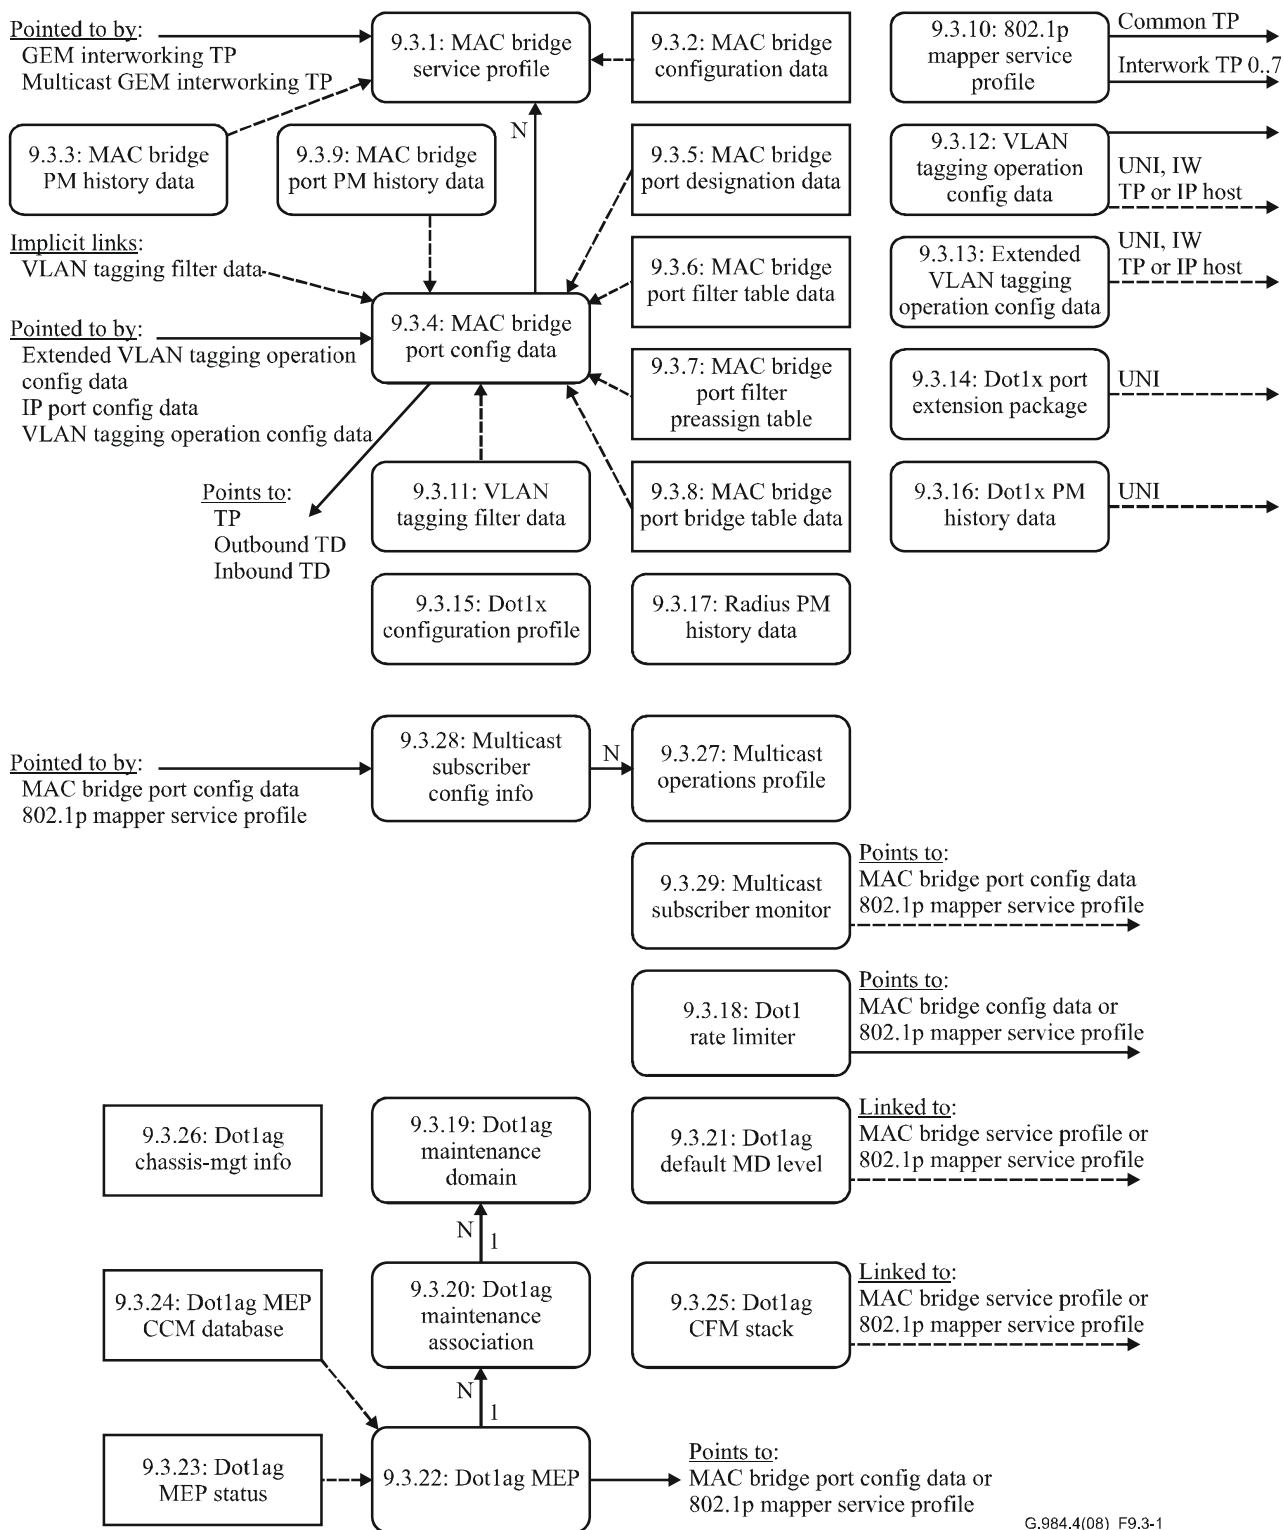 Pointed to by:
GEM interworking TP
Multicast GEM interworking TP
9.3.1: MAC bridge
service profile
9.3.2: MAC bridge
configuration data
9.3.10: 802.1p
mapper service
profile
Common TP
Interwork TP 0..7
N
9.3.3: MAC bridge
PM history data
9.3.9: MAC bridge
port PM history data
9.3.5: MAC bridge
port designation data
9.3.12: VLAN
tagging operation
config data
UNI, IW
TP or IP host
Implicit links:
VLAN tagging filter data
9.3.6: MAC bridge
port filter table data
9.3.13: Extended
VLAN tagging
operation config data
UNI, IW
TP or IP host
Pointed to by:
Extended VLAN tagging operation
config data
IP port config data
VLAN tagging operation config data
9.3.4: MAC bridge
port config data
9.3.7: MAC bridge
port filter
preassign table
9.3.14: Dot1x port
extension package
UNI
Points to:
TP
Outbound TD
Inbound TD
9.3.11: VLAN
tagging filter data
9.3.8: MAC bridge
port bridge table data
9.3.16: Dot1x PM
history data
UNI
9.3.15: Dot1x
configuration profile
9.3.17: Radius PM
history data
Pointed to by:
MAC bridge port config data
802.1p mapper service profile
9.3.28: Multicast
subscriber
config info
N
9.3.27: Multicast
operations profile
9.3.29: Multicast
subscriber monitor
Points to:
MAC bridge port config data
802.1p mapper service profile
9.3.18: Dot1
rate limiter
Points to:
MAC bridge config data or
802.1p mapper service profile
9.3.26: Dot1ag
chassis-mgt info
9.3.19: Dot1ag
maintenance
domain
9.3.21: Dot1ag
default MD level
Linked to:
MAC bridge service profile or
802.1p mapper service profile
N
1
9.3.24: Dot1ag MEP
CCM database
9.3.20: Dot1ag
maintenance
association
9.3.25: Dot1ag
CFM stack
Linked to:
MAC bridge service profile or
802.1p mapper service profile
N
1
9.3.23: Dot1ag
MEP status
9.3.22: Dot1ag MEP
Points to:
MAC bridge port config data or
802.1p mapper service profile
G.984.4(08)_F9.3-1